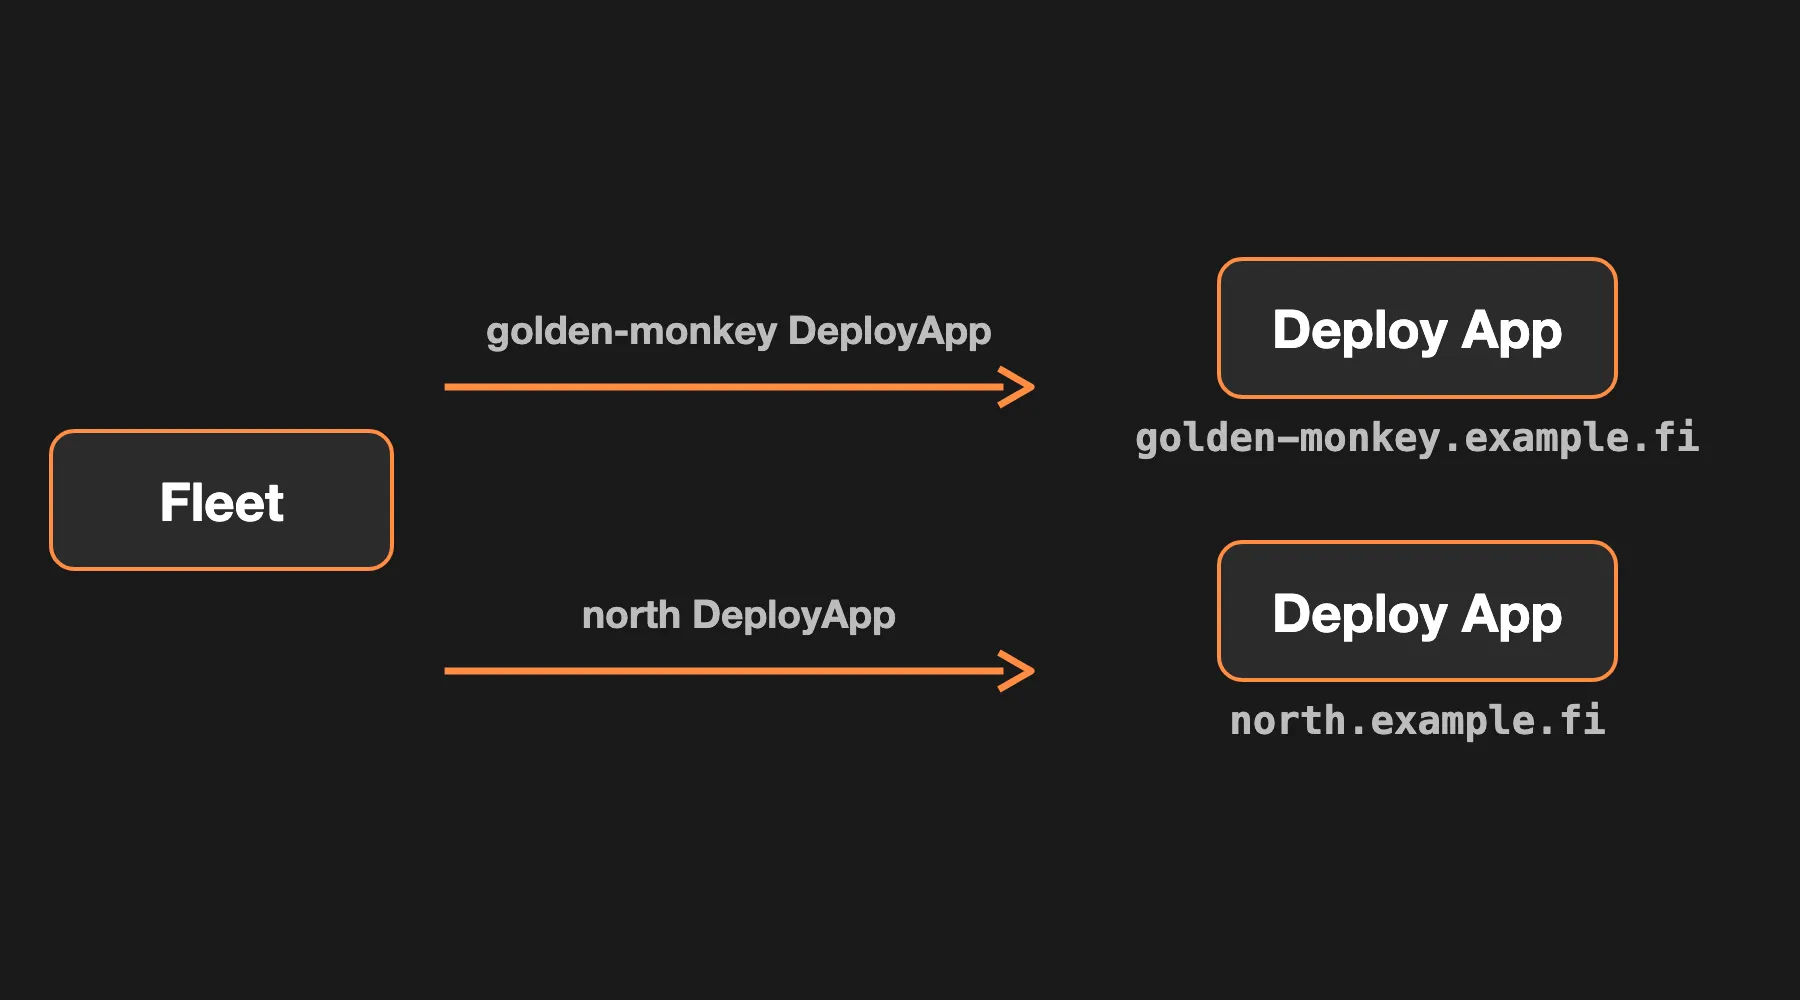 golden-monkey DeployApp
Deploy App
golden-monkey.example.fi
Fleet
north DeployApp
Deploy App
north.example.fi